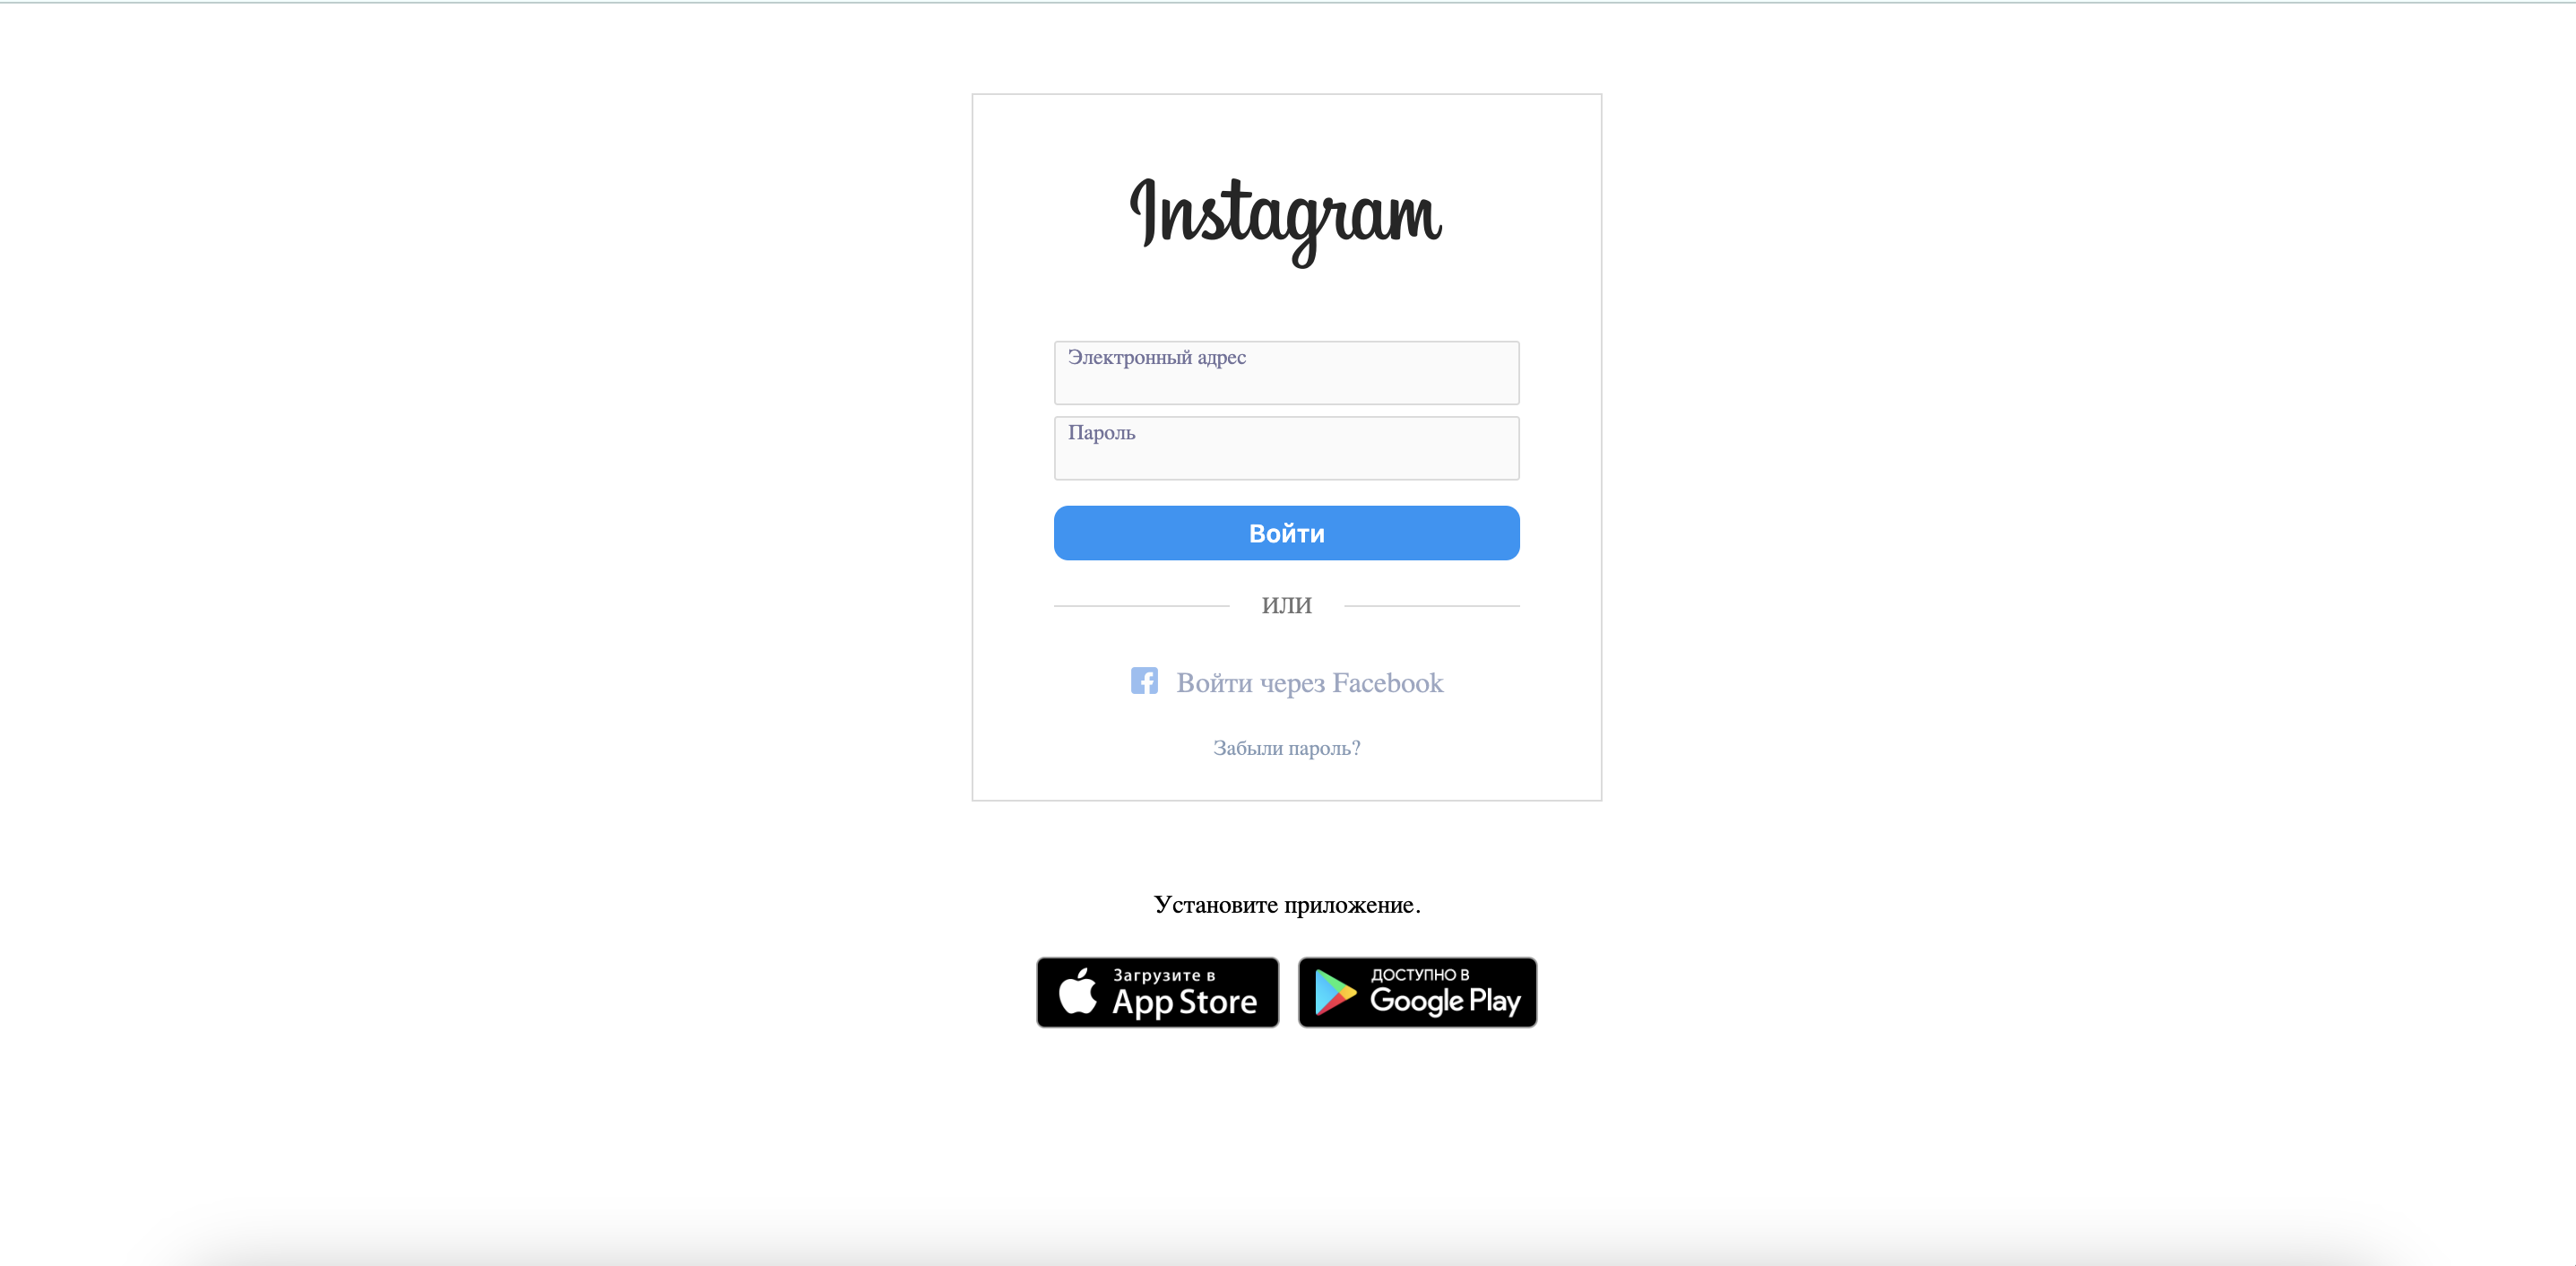 Instagram
Электронный адрес
Пароль
Войти
ИЛИ
Войти через Facebook
Забыли пароль?
Установите приложение.
Загрузите в
App Store
ДОСТУПНО В
Google Play